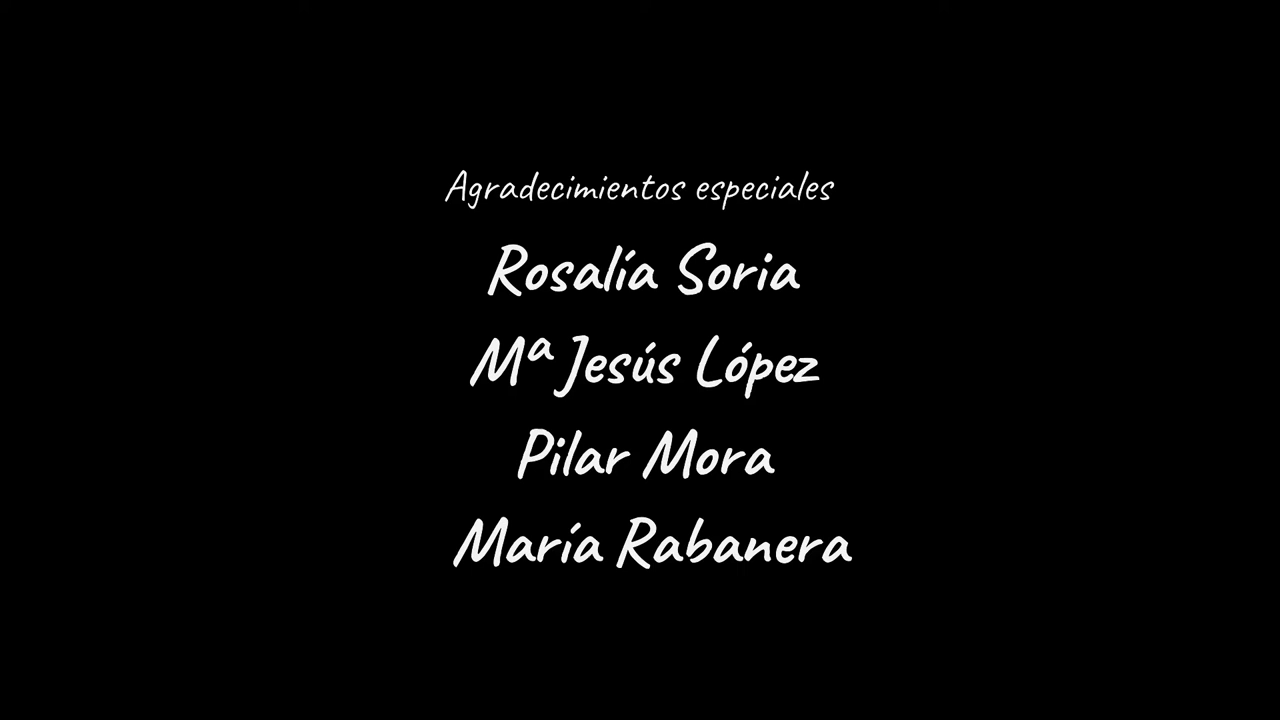 Agradecimientos especiales
Rosalía Soria
Mª Jesús López
Pilar Mora
María Rabanera